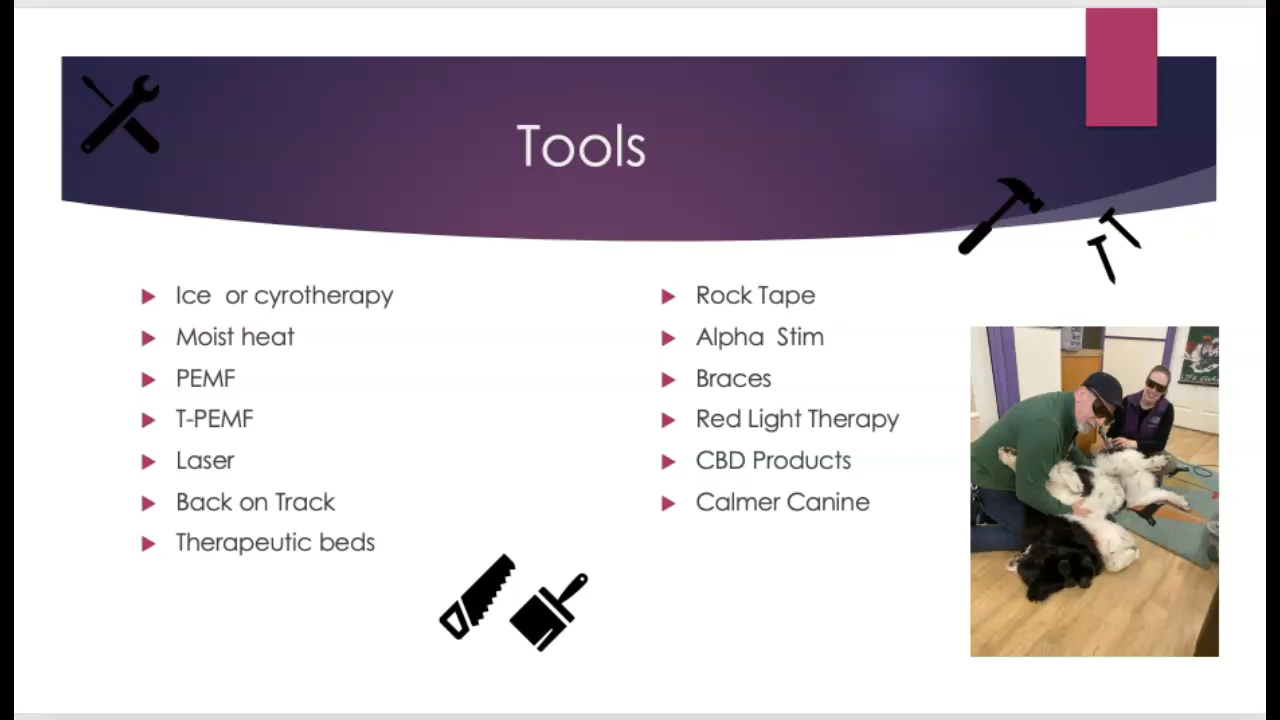 Tools
Ice  or cyrotherapy
Moist heat
PEMF
T-PEMF
Laser
Back on Track
Therapeutic beds
Rock Tape
Alpha  Stim
Braces
Red Light Therapy
CBD Products
Calmer Canine